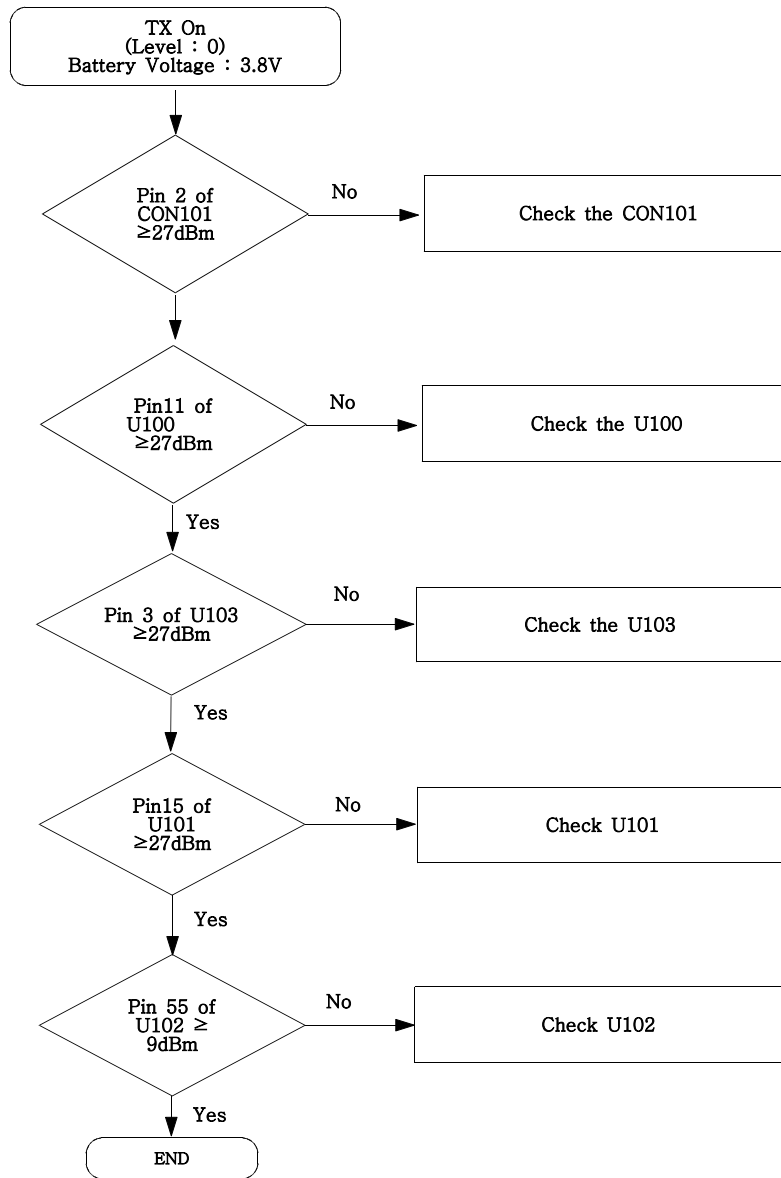 TX On
(Level : 0)
Battery Voltage : 3.8V
Pin 2 of
CON101
≥27dBm
No
Check the CON101
Pin11 of
U100
≥27dBm
No
Check the U100
Yes
Pin 3 of U103
≥27dBm
No
Check the U103
Yes
Pin15 of
U101
≥27dBm
No
Check U101
Yes
Pin 55 of
U102 ≥
9dBm
No
Check U102
Yes
END